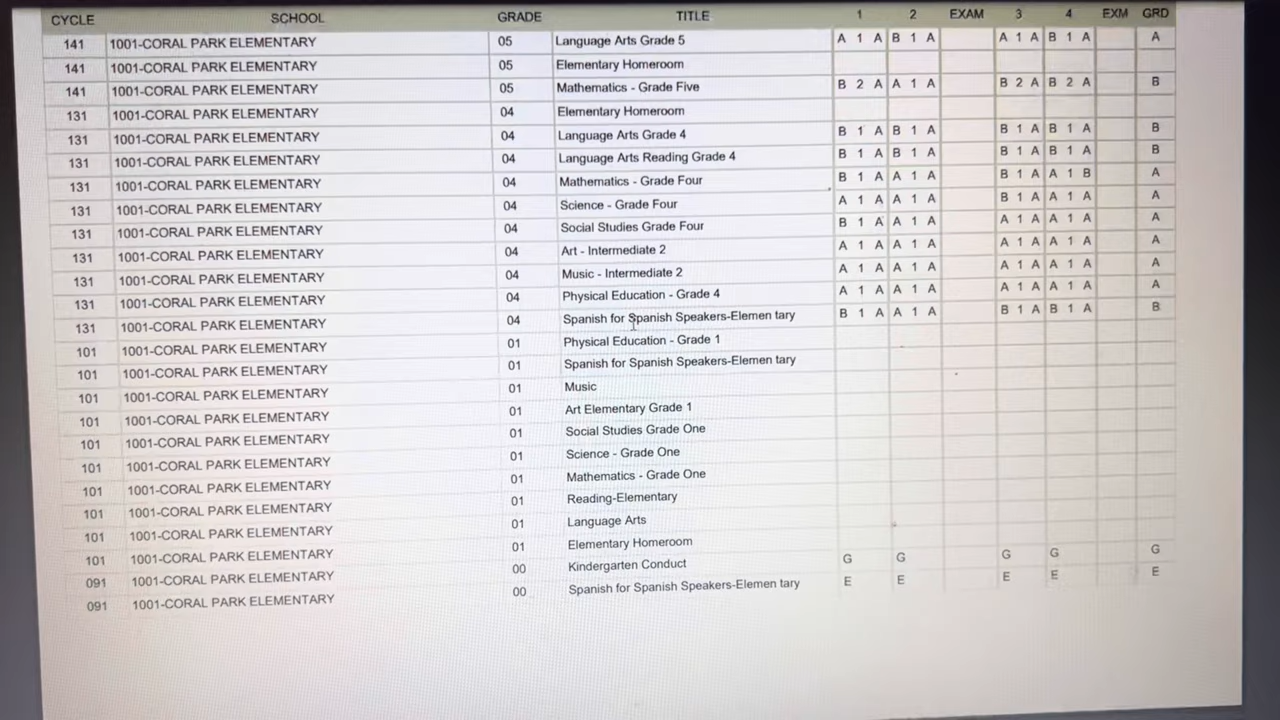 CYCLE SCHOOL GRADE TITLE 1 2 EXAM 3 4 EXM GRD
141 1001-CORAL PARK ELEMENTARY 05 Language Arts Grade 5 A 1 A B 1 A A 1 A B 1 A A
141 1001-CORAL PARK ELEMENTARY 05 Elementary Homeroom
141 1001-CORAL PARK ELEMENTARY 05 Mathematics - Grade Five B 2 A A 1 A B 2 A B 2 A B
131 1001-CORAL PARK ELEMENTARY 04 Elementary Homeroom
131 1001-CORAL PARK ELEMENTARY 04 Language Arts Grade 4 B 1 A B 1 A B 1 A B 1 A B
131 1001-CORAL PARK ELEMENTARY 04 Language Arts Reading Grade 4 B 1 A B 1 A B 1 A B 1 A B
131 1001-CORAL PARK ELEMENTARY 04 Mathematics - Grade Four B 1 A A 1 A B 1 A A 1 B A
131 1001-CORAL PARK ELEMENTARY 04 Science - Grade Four A 1 A A 1 A B 1 A A 1 A A
131 1001-CORAL PARK ELEMENTARY 04 Social Studies Grade Four B 1 A A 1 A A 1 A A 1 A A
131 1001-CORAL PARK ELEMENTARY 04 Art - Intermediate 2 A 1 A A 1 A A 1 A A 1 A A
131 1001-CORAL PARK ELEMENTARY 04 Music - Intermediate 2 A 1 A A 1 A A 1 A A 1 A A
131 1001-CORAL PARK ELEMENTARY 04 Physical Education - Grade 4 A 1 A A 1 A A 1 A A 1 A A
131 1001-CORAL PARK ELEMENTARY 04 Spanish for Spanish Speakers-Elemen tary B 1 A A 1 A B 1 A B 1 A B
101 1001-CORAL PARK ELEMENTARY 01 Physical Education - Grade 1
101 1001-CORAL PARK ELEMENTARY 01 Spanish for Spanish Speakers-Elemen tary
101 1001-CORAL PARK ELEMENTARY 01 Music
101 1001-CORAL PARK ELEMENTARY 01 Art Elementary Grade 1
101 1001-CORAL PARK ELEMENTARY 01 Social Studies Grade One
101 1001-CORAL PARK ELEMENTARY 01 Science - Grade One
101 1001-CORAL PARK ELEMENTARY 01 Mathematics - Grade One
101 1001-CORAL PARK ELEMENTARY 01 Reading-Elementary
101 1001-CORAL PARK ELEMENTARY 01 Language Arts
101 1001-CORAL PARK ELEMENTARY 01 Elementary Homeroom
091 1001-CORAL PARK ELEMENTARY 00 Kindergarten Conduct G G G G G
091 1001-CORAL PARK ELEMENTARY 00 Spanish for Spanish Speakers-Elemen tary E E E E E